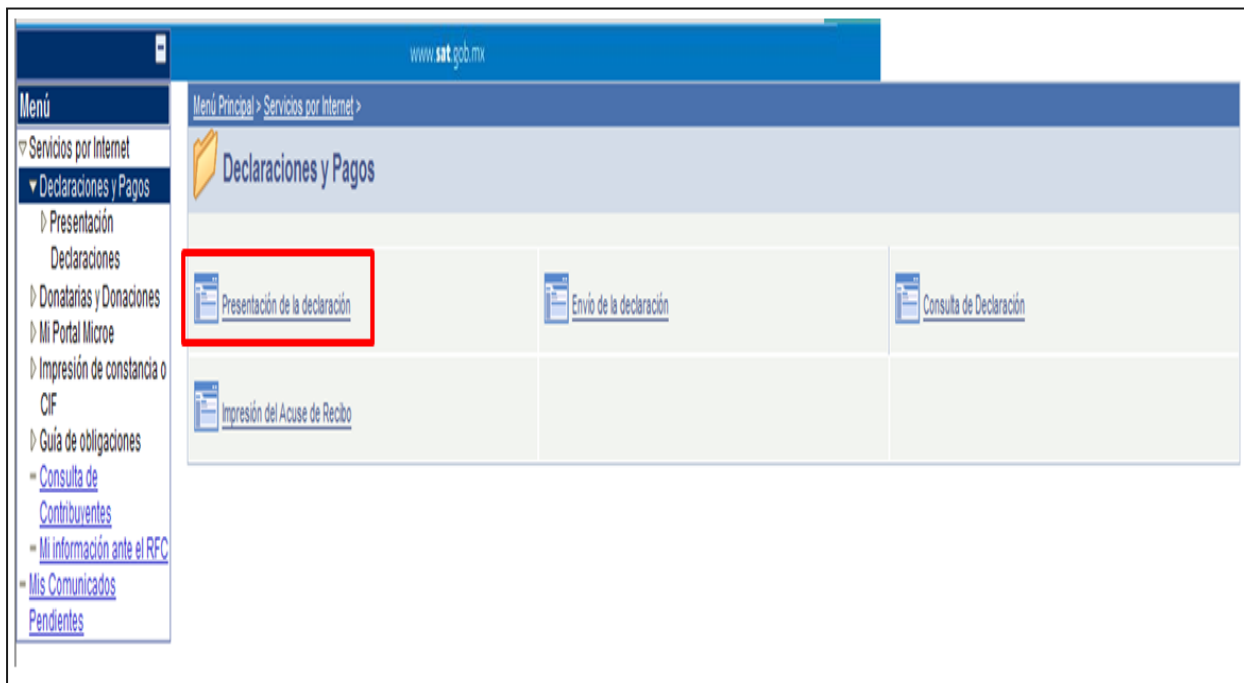 www.sat.gob.mx
Menú
Servicios por Internet
Declaraciones y Pagos
Presentación
Declaraciones
Donatarias y Donaciones
Mi Portal Microe
Impresión de constancia o
CIF
Guía de obligaciones
Consulta de
Contribuyentes
Mi información ante el RFC
Mis Comunicados
Pendientes
Menú Principal > Servicios por Internet >
Declaraciones y Pagos
Presentación de la declaración
Envío de la declaración
Consulta de Declaración
Impresión del Acuse de Recibo